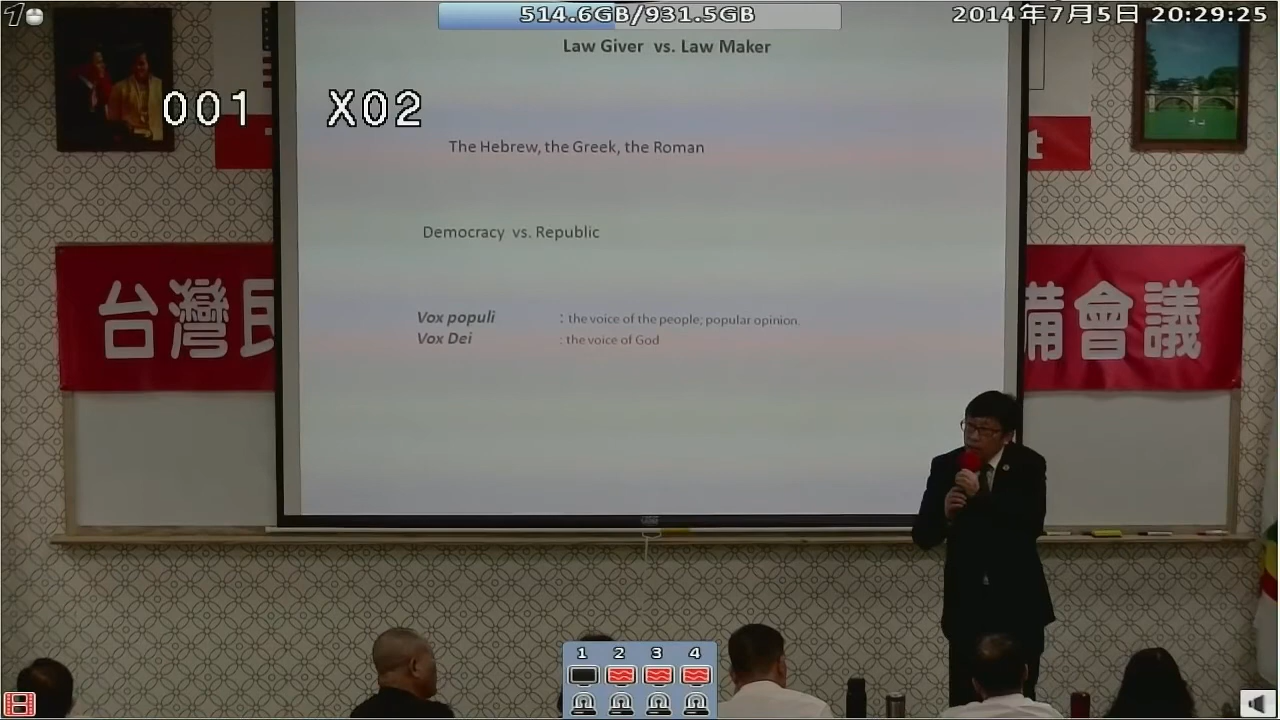 1
514.6GB/931.5GB
2014年7月5日 20:29:25
Law Giver vs. Law Maker
001 X02
The Hebrew, the Greek, the Roman
t
Democracy vs. Republic
台灣民
備會議
Vox populi : the voice of the people; popular opinion.
Vox Dei : the voice of God
1 2 3 4